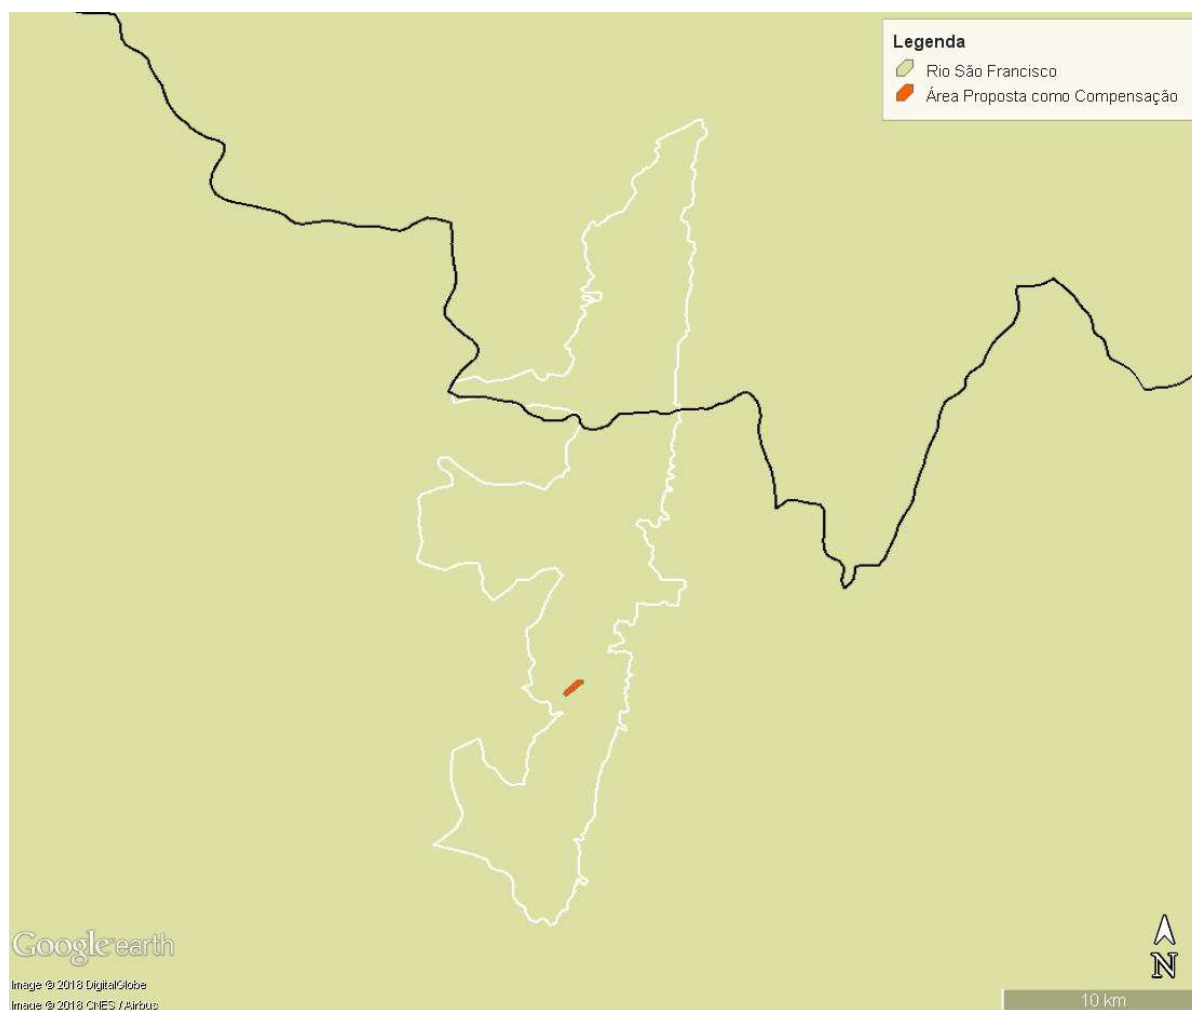 Legenda
Rio São Francisco
Área Proposta como Compensação
Google earth
Image © 2018 DigitalGlobe
Image © 2018 CNES / Airbus
N
10 km